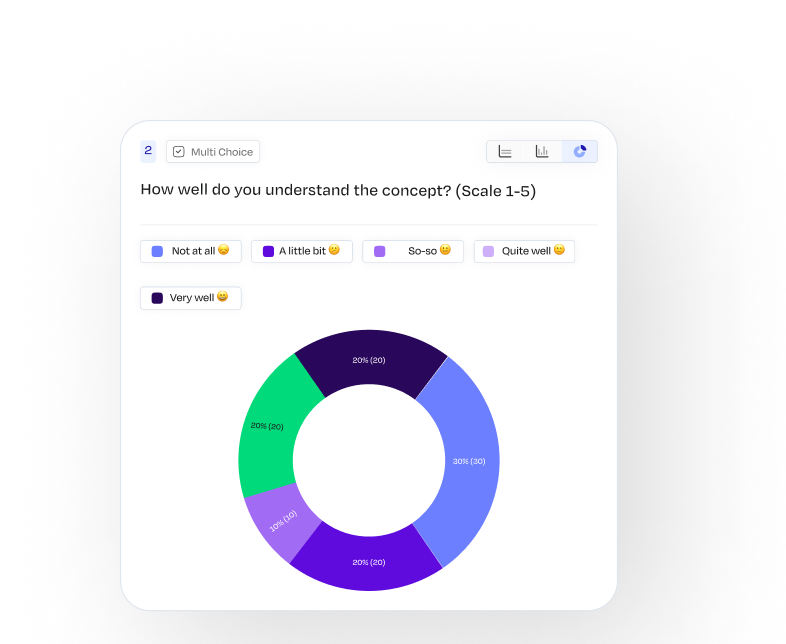 2
Multi Choice
How well do you understand the concept? (Scale 1-5)
Not at all 😣
A little bit 😕
So-so 😐
Quite well 🙂
Very well 😀
20% (20)
20% (20)
30% (30)
10% (10)
20% (20)